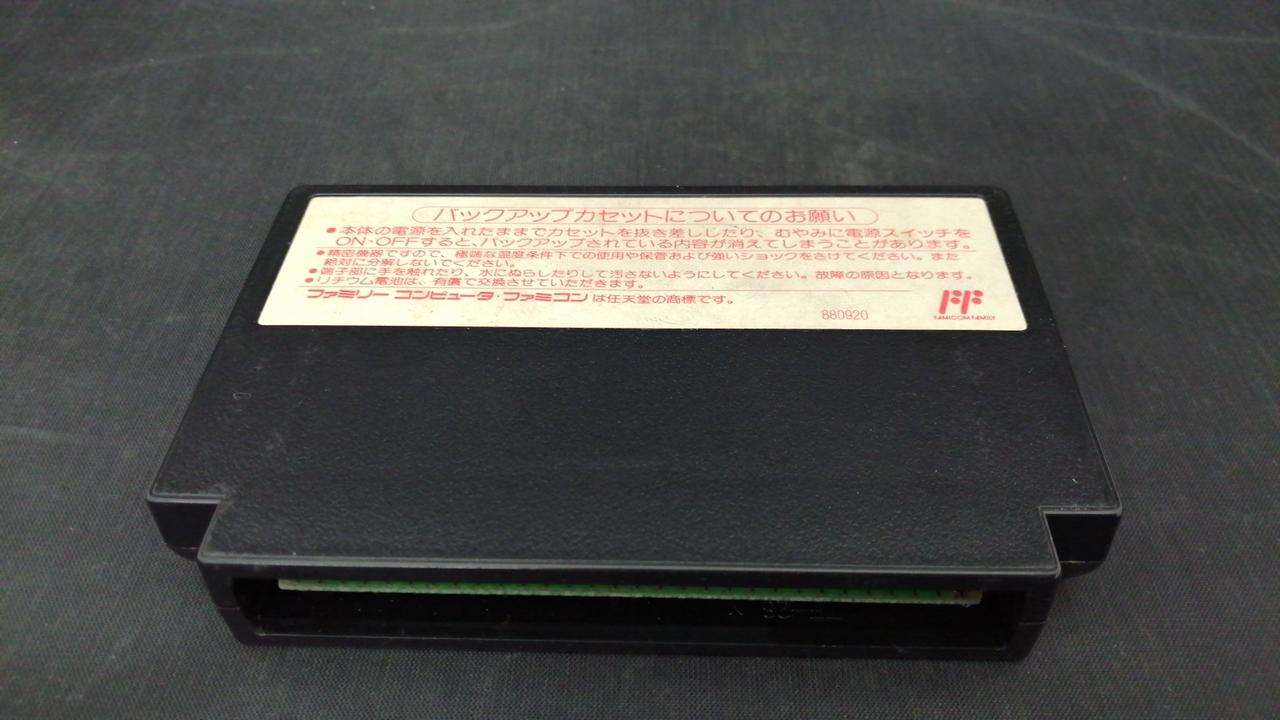 バックアップカセットについてのお願い
●本体の電源を入れたままでカセットを抜き差ししたり、むやみに電源スイッチを
ON・OFFすると、バックアップされている内容が消えてしまうことがあります。
●精密機器ですので、極端な温度条件下での使用や保管および強いショックをさけてください。また
絶対に分解しないでください。
●端子部に手を触れたり、水にぬらしたりして汚さないようにしてください。故障の原因となります。
●リチウム電池は、有償で交換させていただきます。
ファミリーコンピュータ・ファミコンは任天堂の商標です。
880920
FAMICOM FAMILY